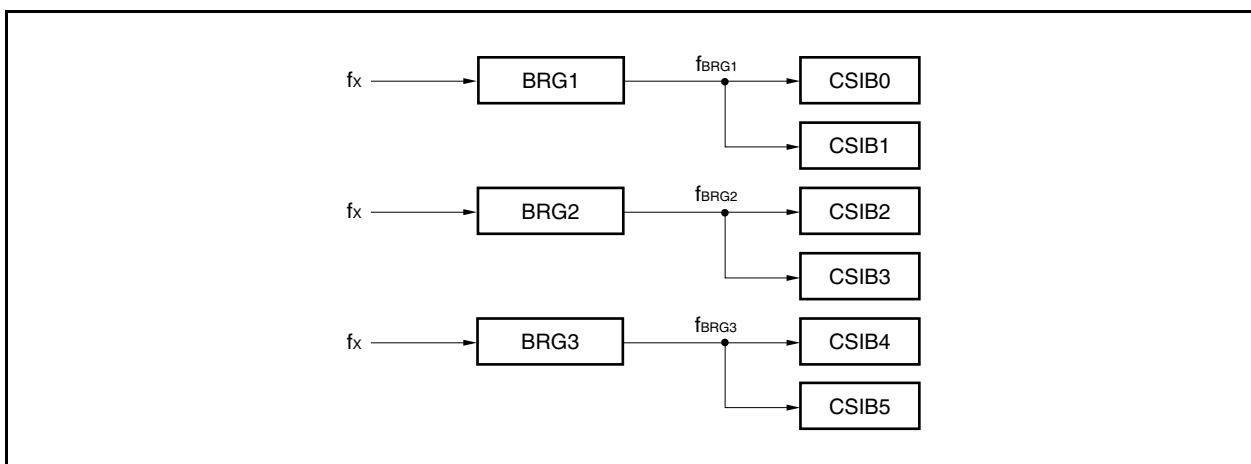 fx BRG1 fBRG1 CSIB0
CSIB1
fx BRG2 fBRG2 CSIB2
CSIB3
fx BRG3 fBRG3 CSIB4
CSIB5